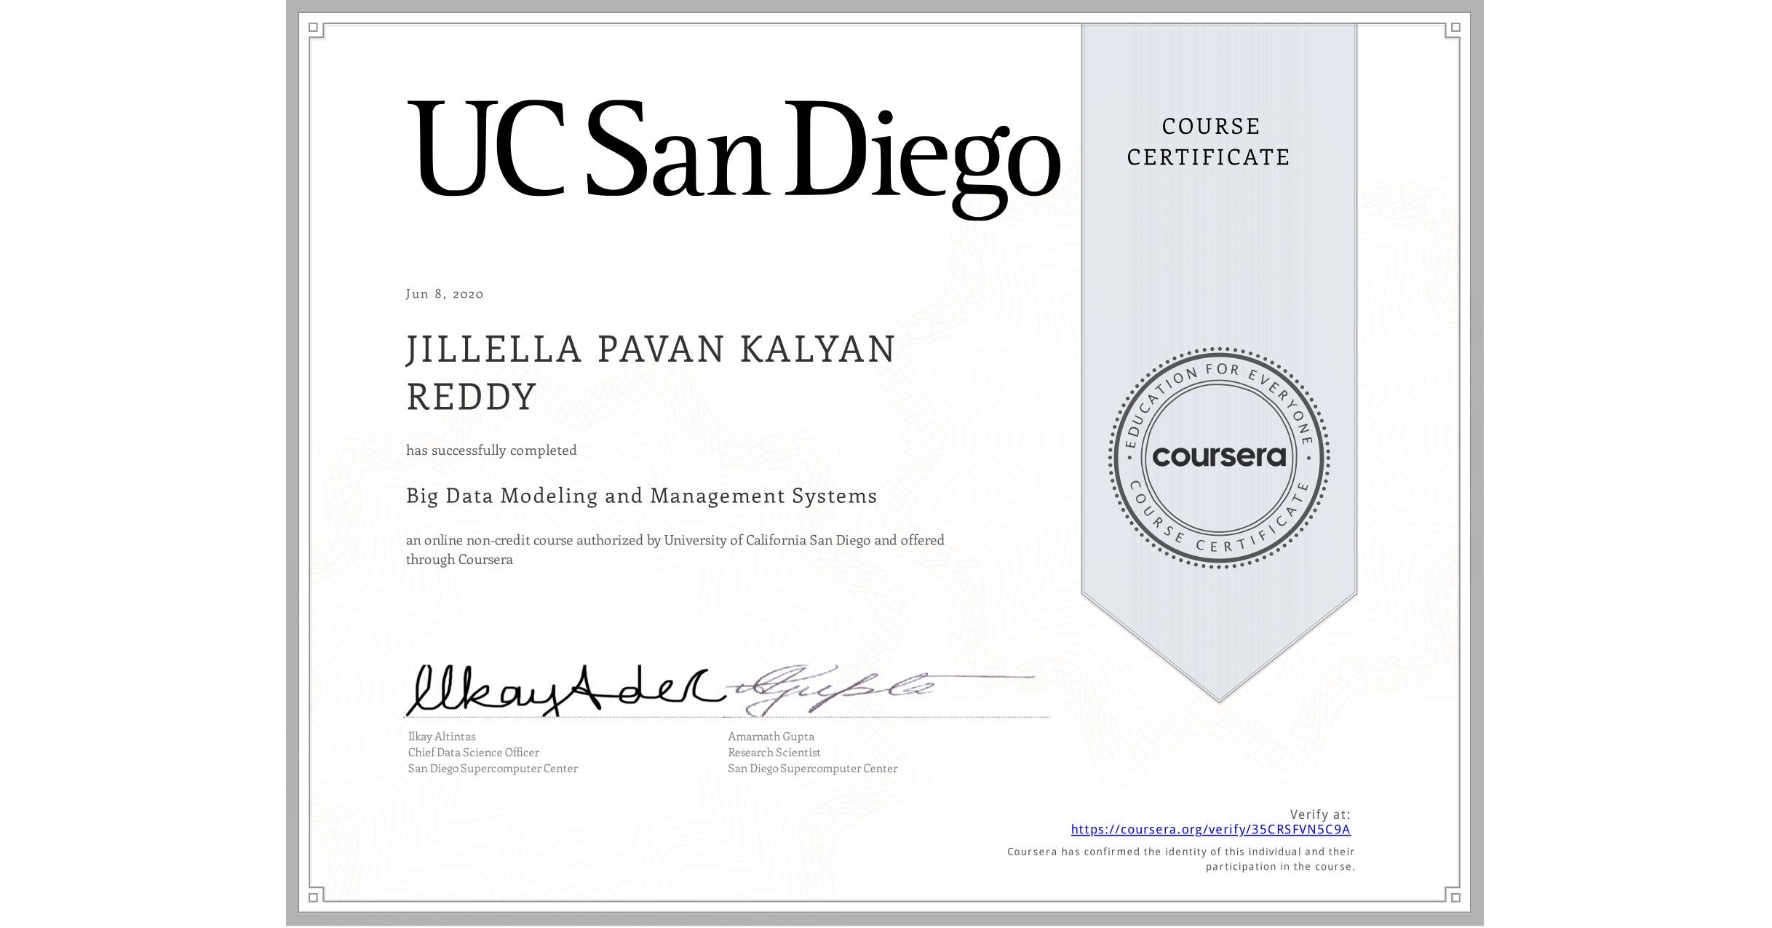 UC San Diego
COURSE
CERTIFICATE
Jun 8, 2020
JILLELLA PAVAN KALYAN
REDDY
has successfully completed
Big Data Modeling and Management Systems
an online non-credit course authorized by University of California San Diego and offered
through Coursera
EDUCATION FOR EVERYONE
coursera
COURSE CERTIFICATE
Ilkay Altintas
Chief Data Science Officer
San Diego Supercomputer Center
Amarnath Gupta
Research Scientist
San Diego Supercomputer Center
Verify at:
https://coursera.org/verify/35CRSFVN5C9A
Coursera has confirmed the identity of this individual and their
participation in the course.